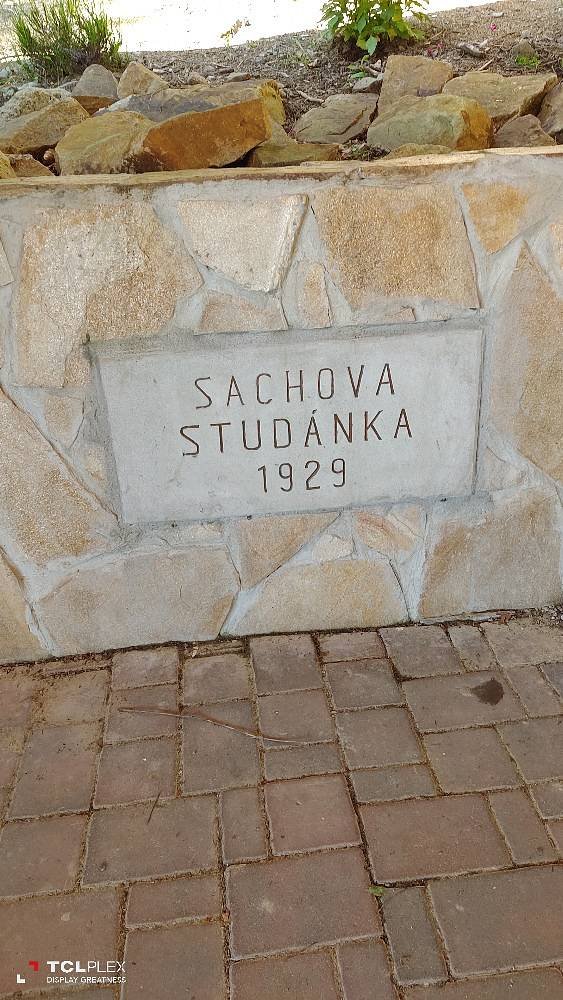 SACHOVA
STUDÁNKA
1929
TCLPLEX
DISPLAY GREATNESS